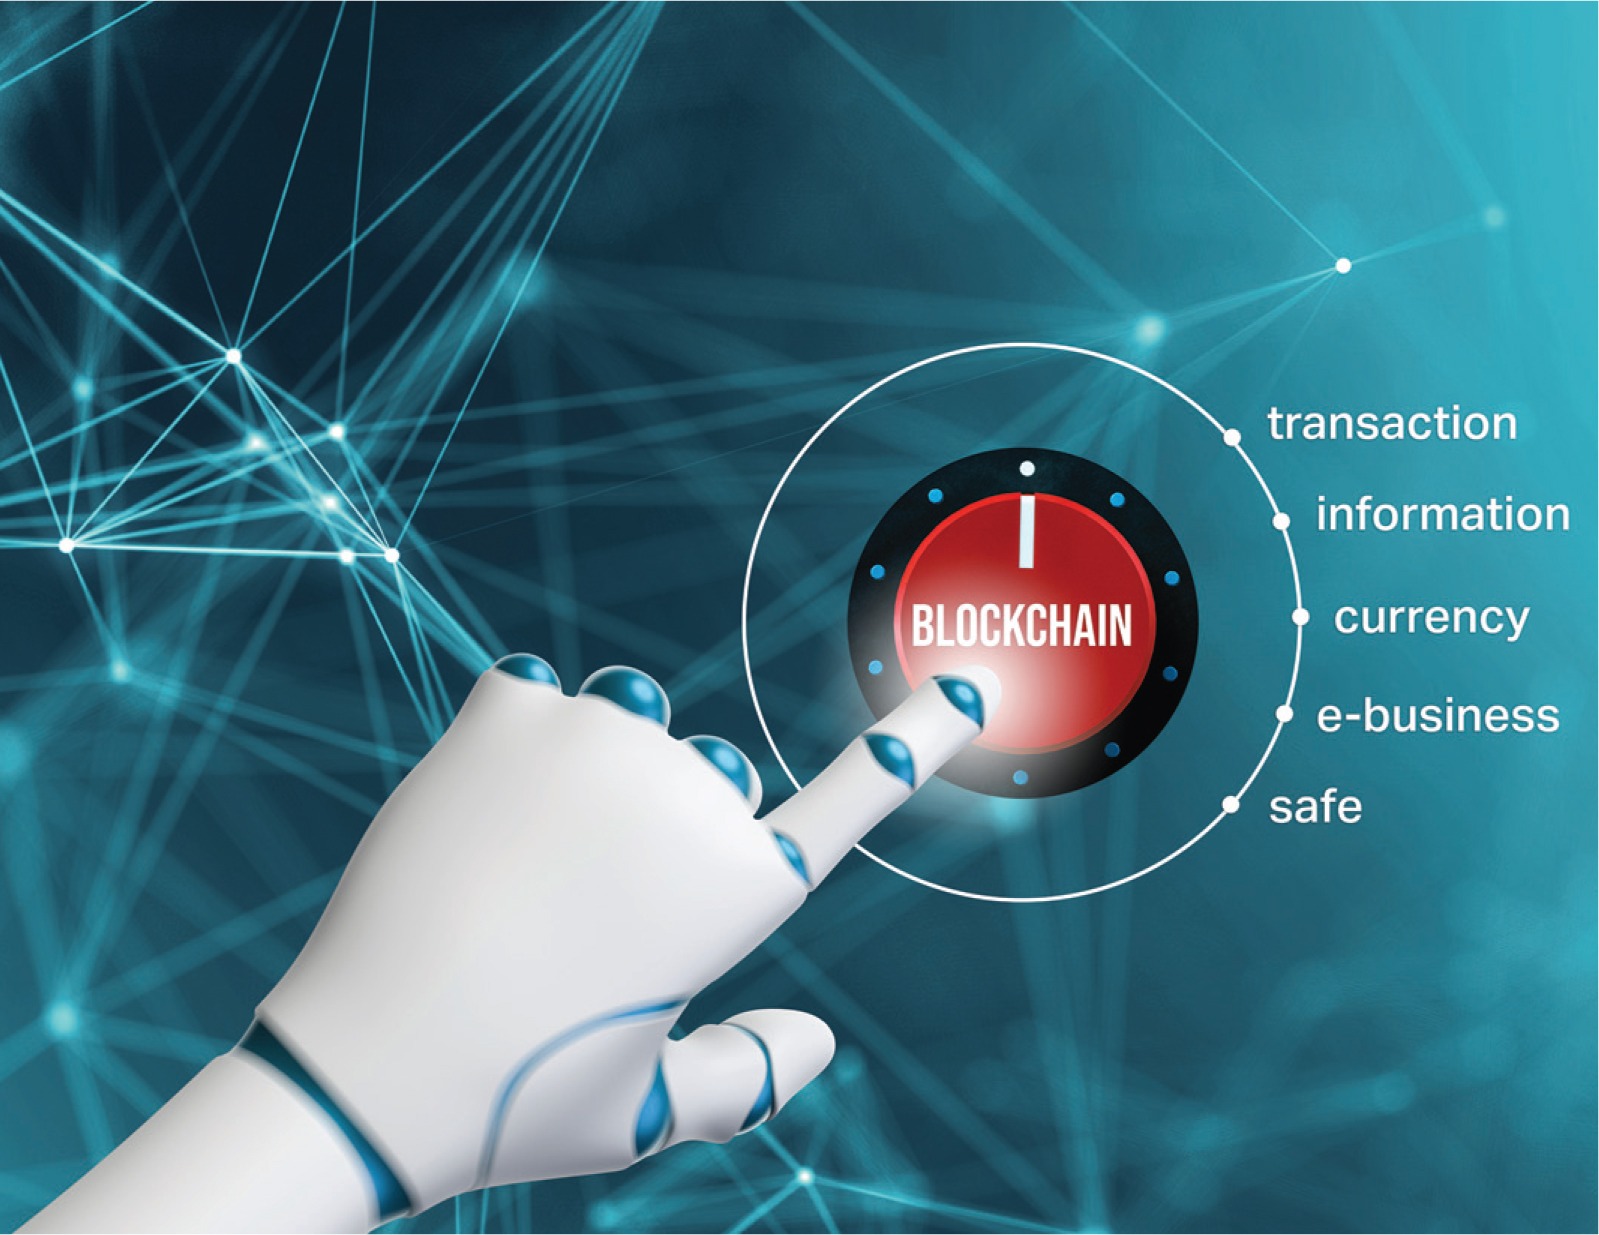 transaction
information
BLOCKCHAIN
currency
e-business
safe